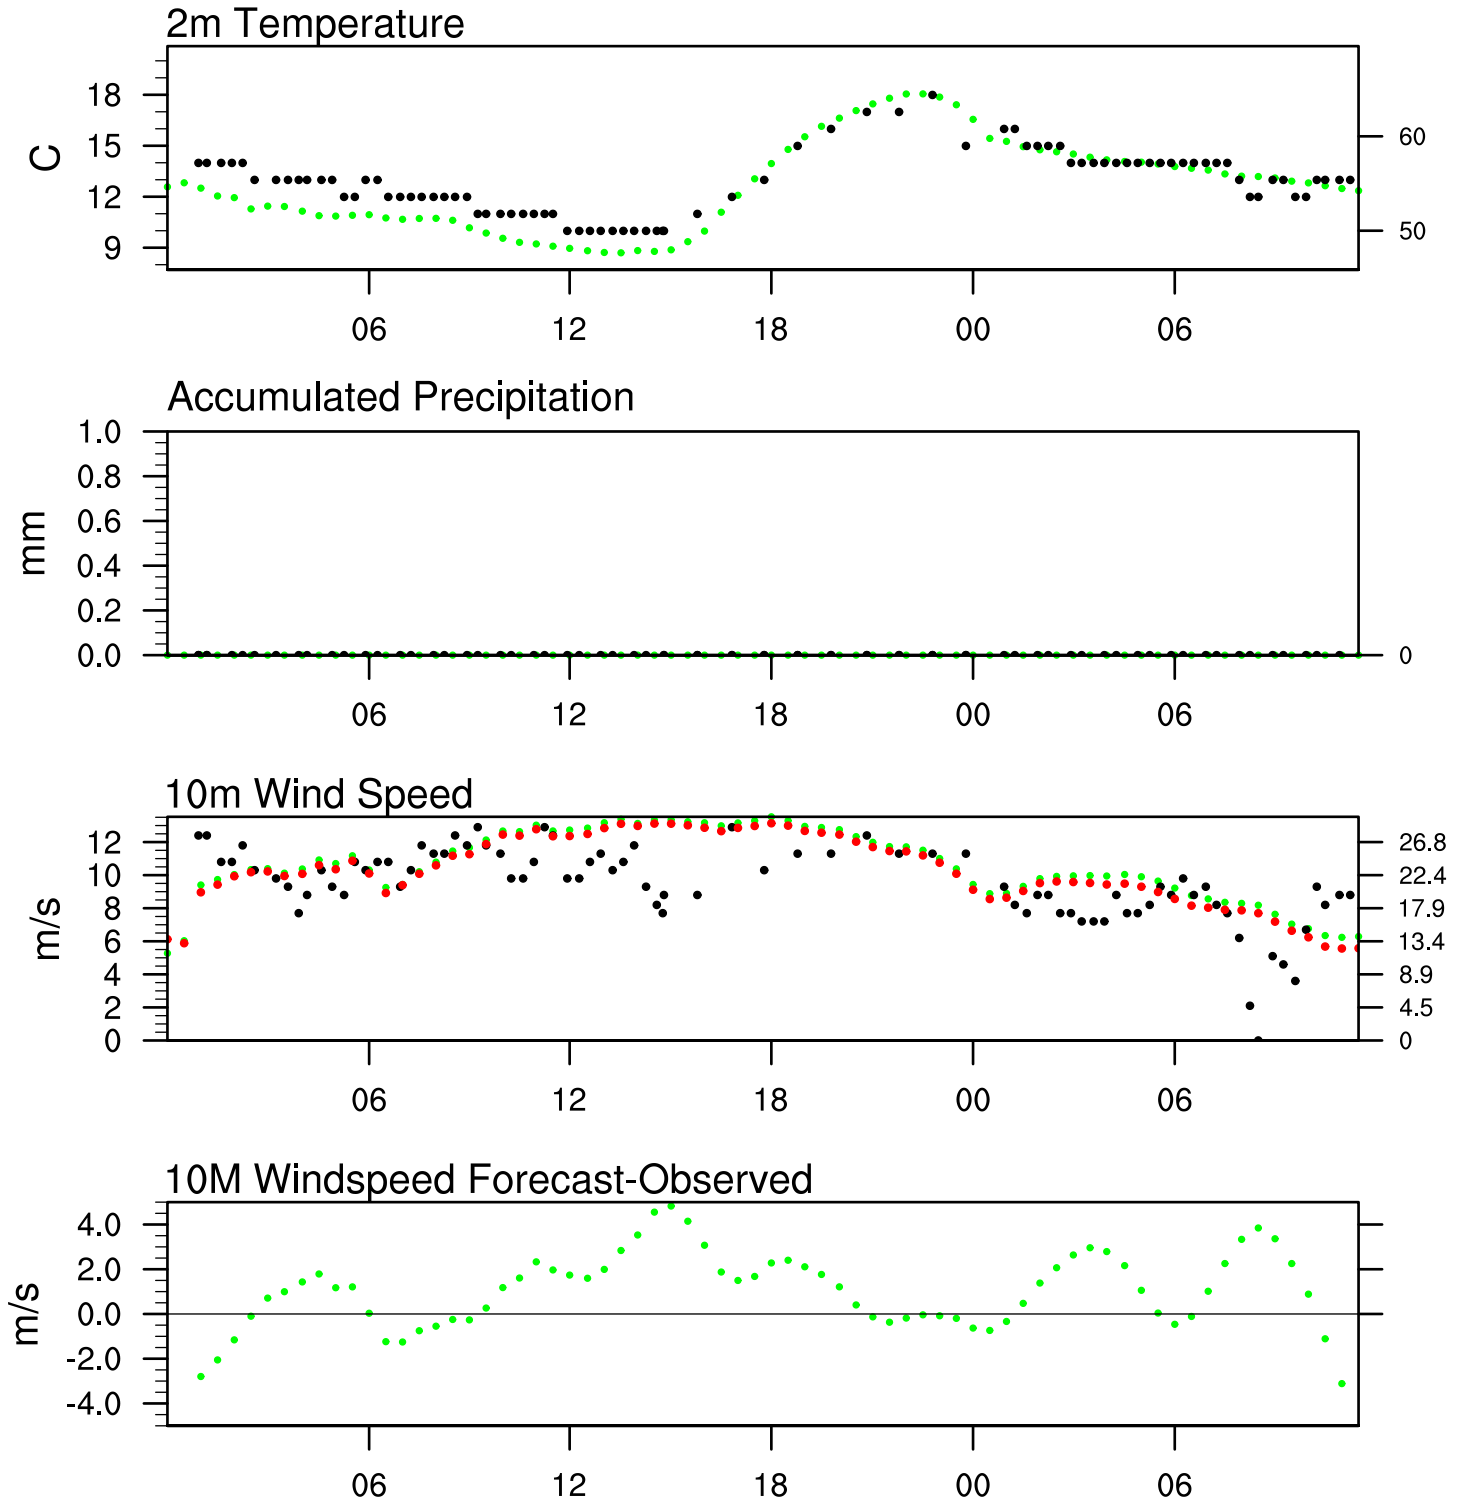 2m Temperature
18
15
12
9
C
60
50
06 12 18 00 06
Accumulated Precipitation
1.0
0.8
0.6
0.4
0.2
0.0
mm
0
06 12 18 00 06
10m Wind Speed
12
10
8
6
4
2
0
m/s
26.8
22.4
17.9
13.4
8.9
4.5
0
06 12 18 00 06
10M Windspeed Forecast-Observed
4.0
2.0
0.0
-2.0
-4.0
m/s
06 12 18 00 06